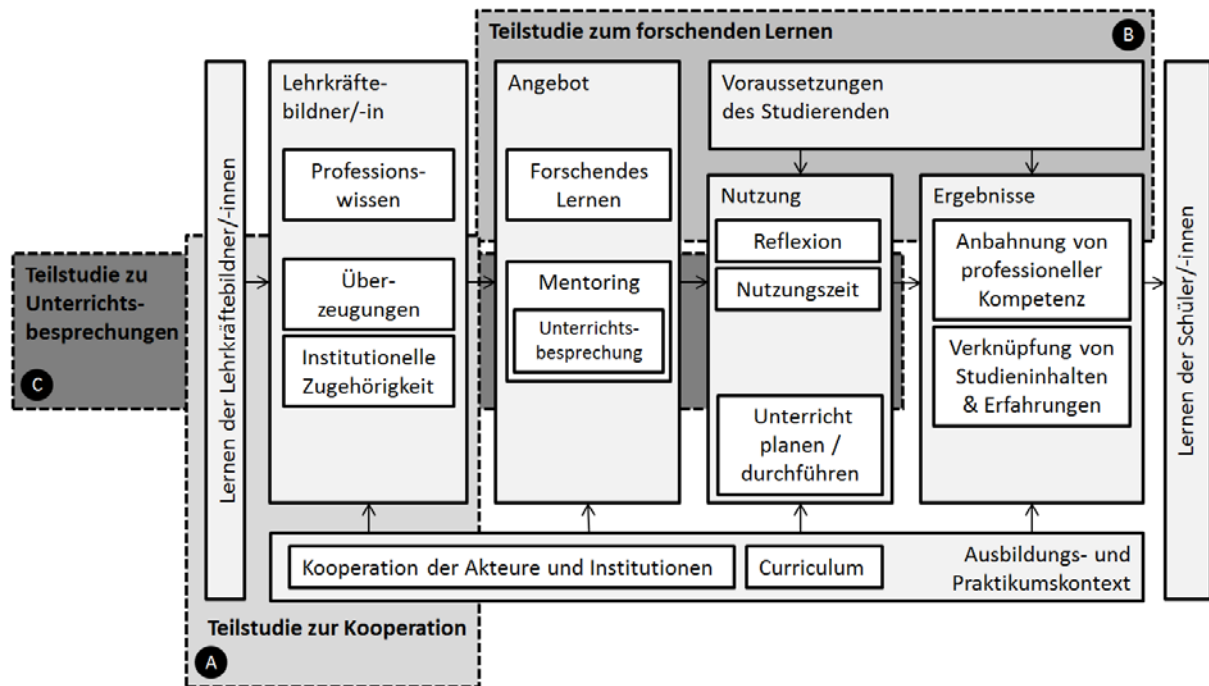 Teilstudie zum forschenden Lernen
B
Lernen der Lehrkräftebildner/-innen
Lehrkräfte-
bildner/-in
Professions-
wissen
Über-
zeugungen
Institutionelle
Zugehörigkeit
Angebot
Forschendes
Lernen
Mentoring
Unterrichts-
besprechung
Voraussetzungen
des Studierenden
Nutzung
Reflexion
Nutzungszeit
Unterricht
planen /
durchführen
Ergebnisse
Anbahnung von
professioneller
Kompetenz
Verknüpfung von
Studieninhalten
& Erfahrungen
Lernen der Schüler/-innen
Teilstudie zu
Unterrichts-
besprechungen
C
Kooperation der Akteure und Institutionen
Curriculum
Ausbildungs- und
Praktikumskontext
Teilstudie zur Kooperation
A